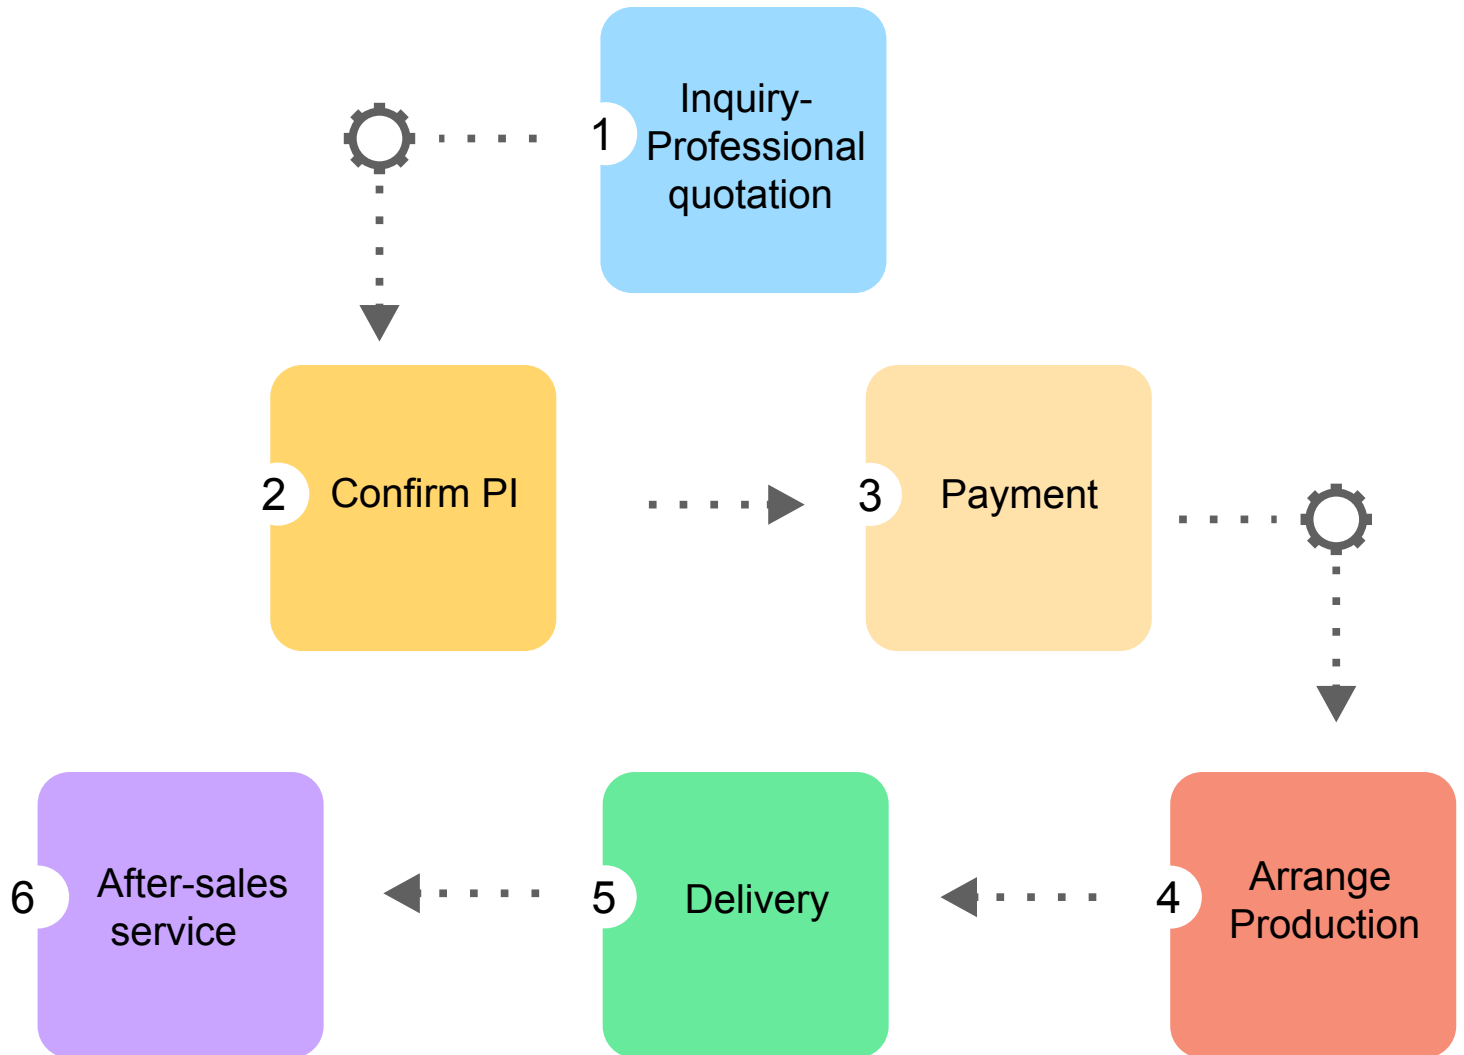 1
Inquiry-
Professional
quotation
2
Confirm PI
3
Payment
4
Arrange
Production
5
Delivery
6
After-sales
service